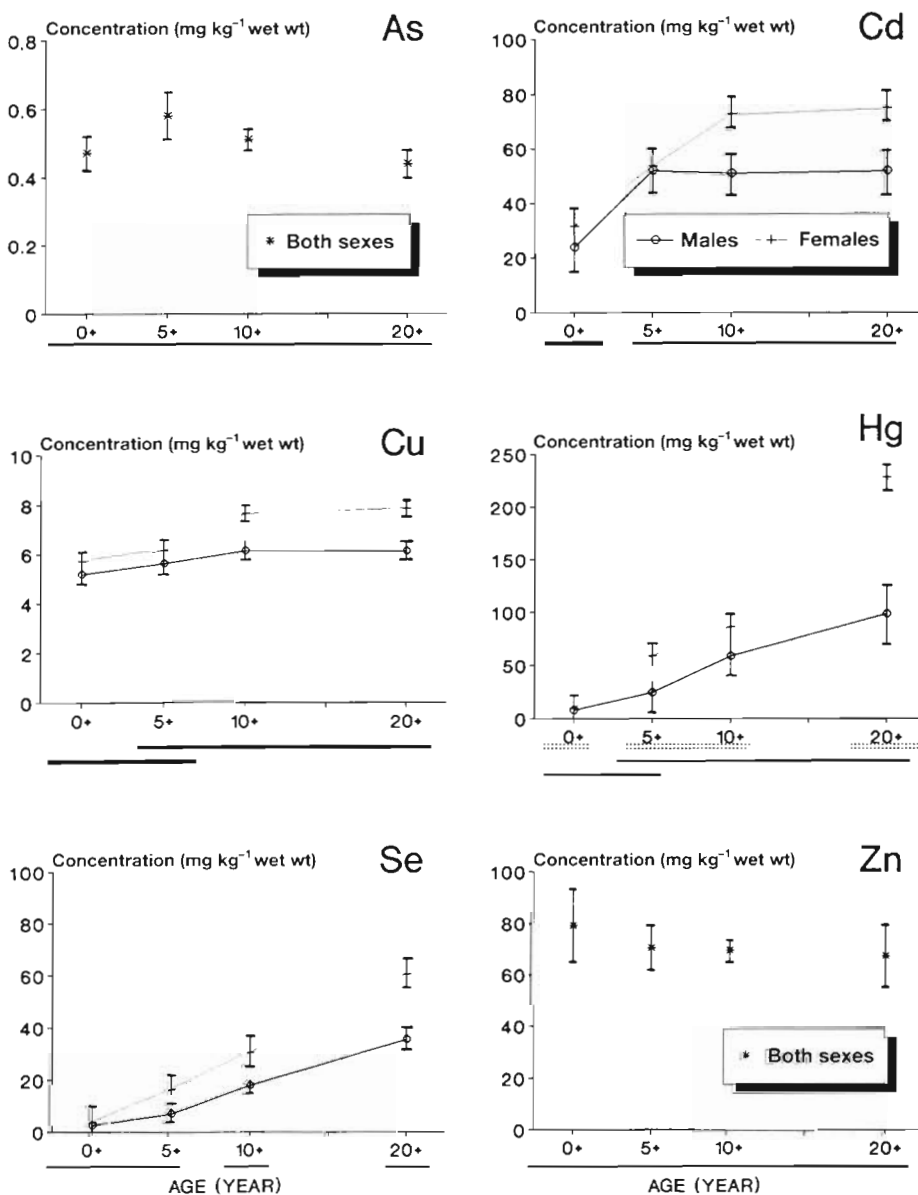 Concentration (mg kg⁻¹ wet wt) As
0.8
0.6
0.4
0.2
0
* Both sexes
0+ 5+ 10+ 20+
Concentration (mg kg⁻¹ wet wt) Cd
100
80
60
40
20
0
Males Females
0+ 5+ 10+ 20+
Concentration (mg kg⁻¹ wet wt) Cu
10
8
6
4
2
0
0+ 5+ 10+ 20+
Concentration (mg kg⁻¹ wet wt) Hg
250
200
150
100
50
0
0+ 5+ 10+ 20+
Concentration (mg kg⁻¹ wet wt) Se
100
80
60
40
20
0
0+ 5+ 10+ 20+
AGE (YEAR)
Concentration (mg kg⁻¹ wet wt) Zn
100
80
60
40
20
0
* Both sexes
0+ 5+ 10+ 20+
AGE (YEAR)